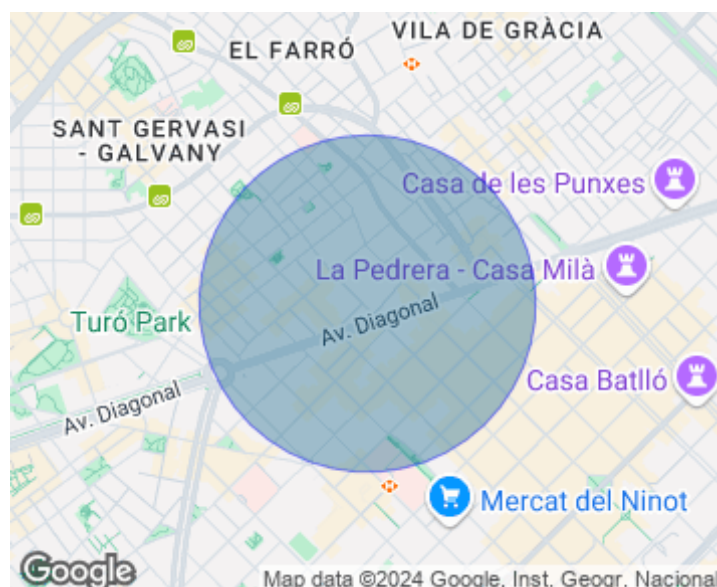 VILA DE GRÀCIA
EL FARRÓ
SANT GERVASI
- GALVANY
Casa de les Punxes
La Pedrera - Casa Milà
Turó Park
Av. Diagonal
Casa Batlló
Av. Diagonal
Mercat del Ninot
Google
Map data ©2024 Google, Inst. Geogr. Nacional